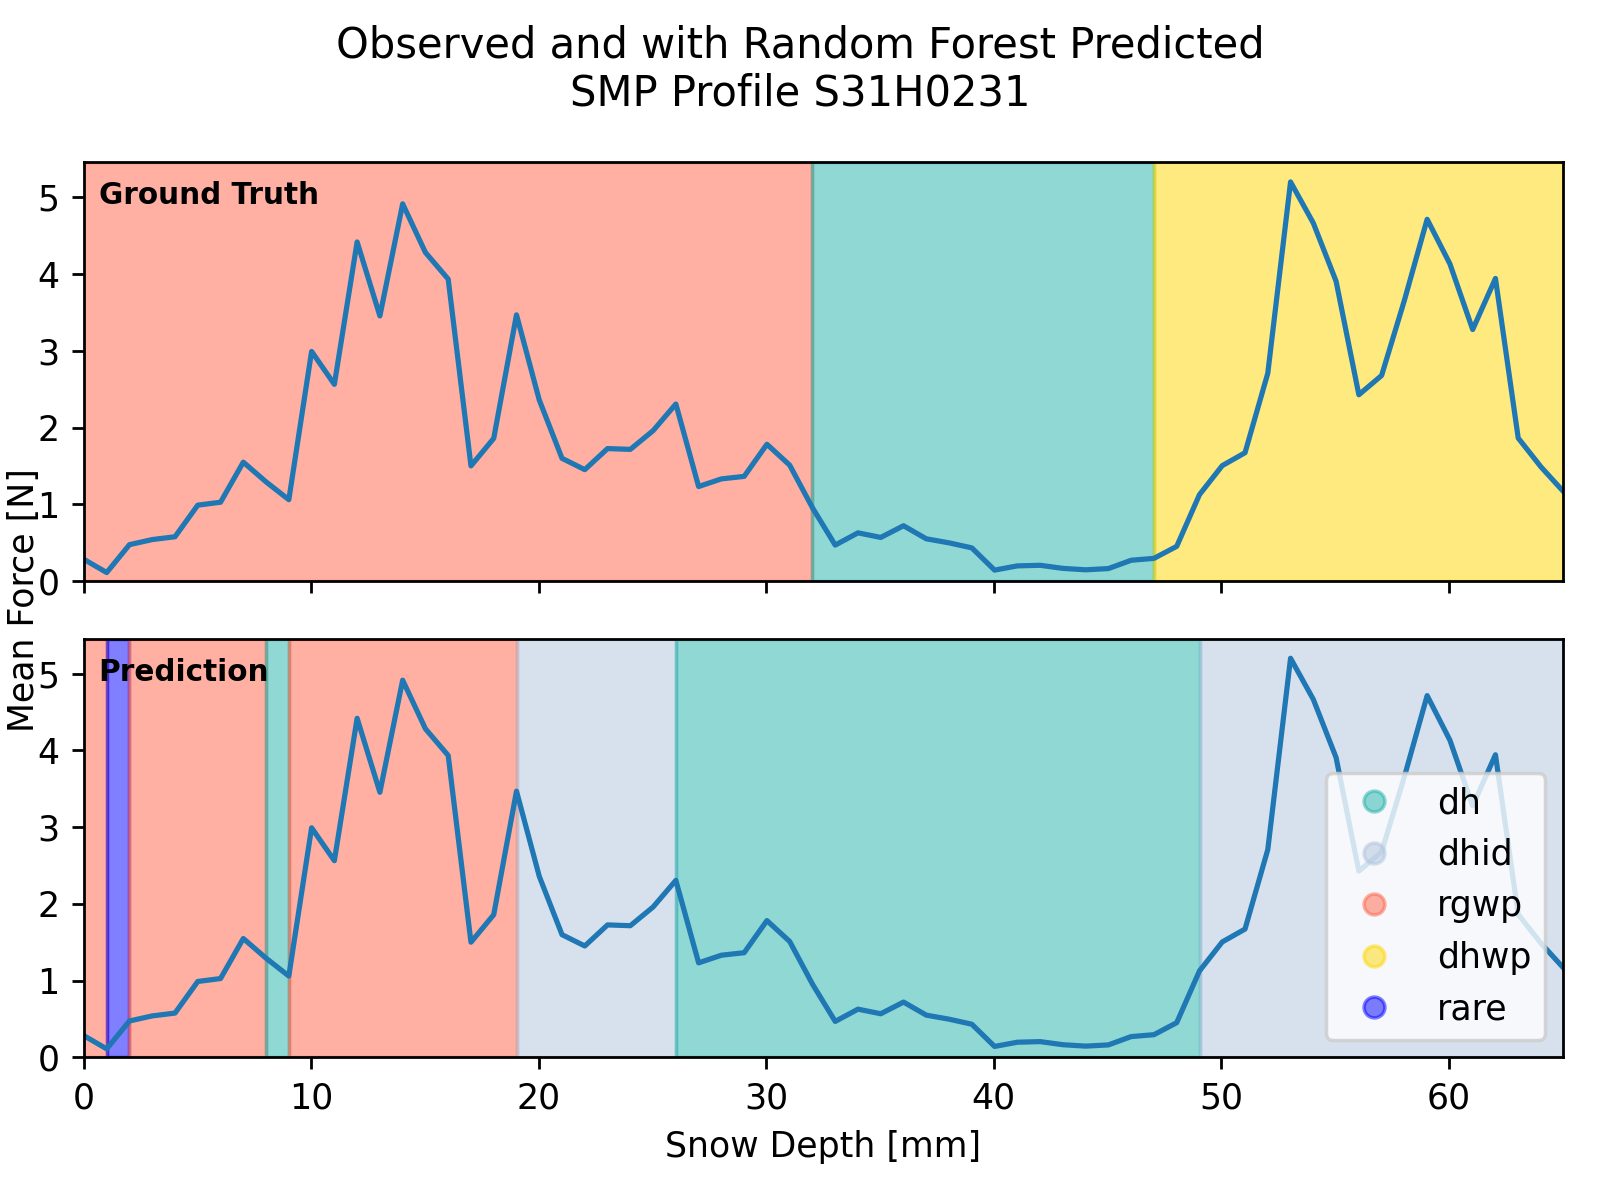 Observed and with Random Forest Predicted
SMP Profile S31H0231
Mean Force [N]
5
4
3
2
1
0
Ground Truth
5
4
3
2
1
0
Prediction
dh
dhid
rgwp
dhwp
rare
0 10 20 30 40 50 60
Snow Depth [mm]